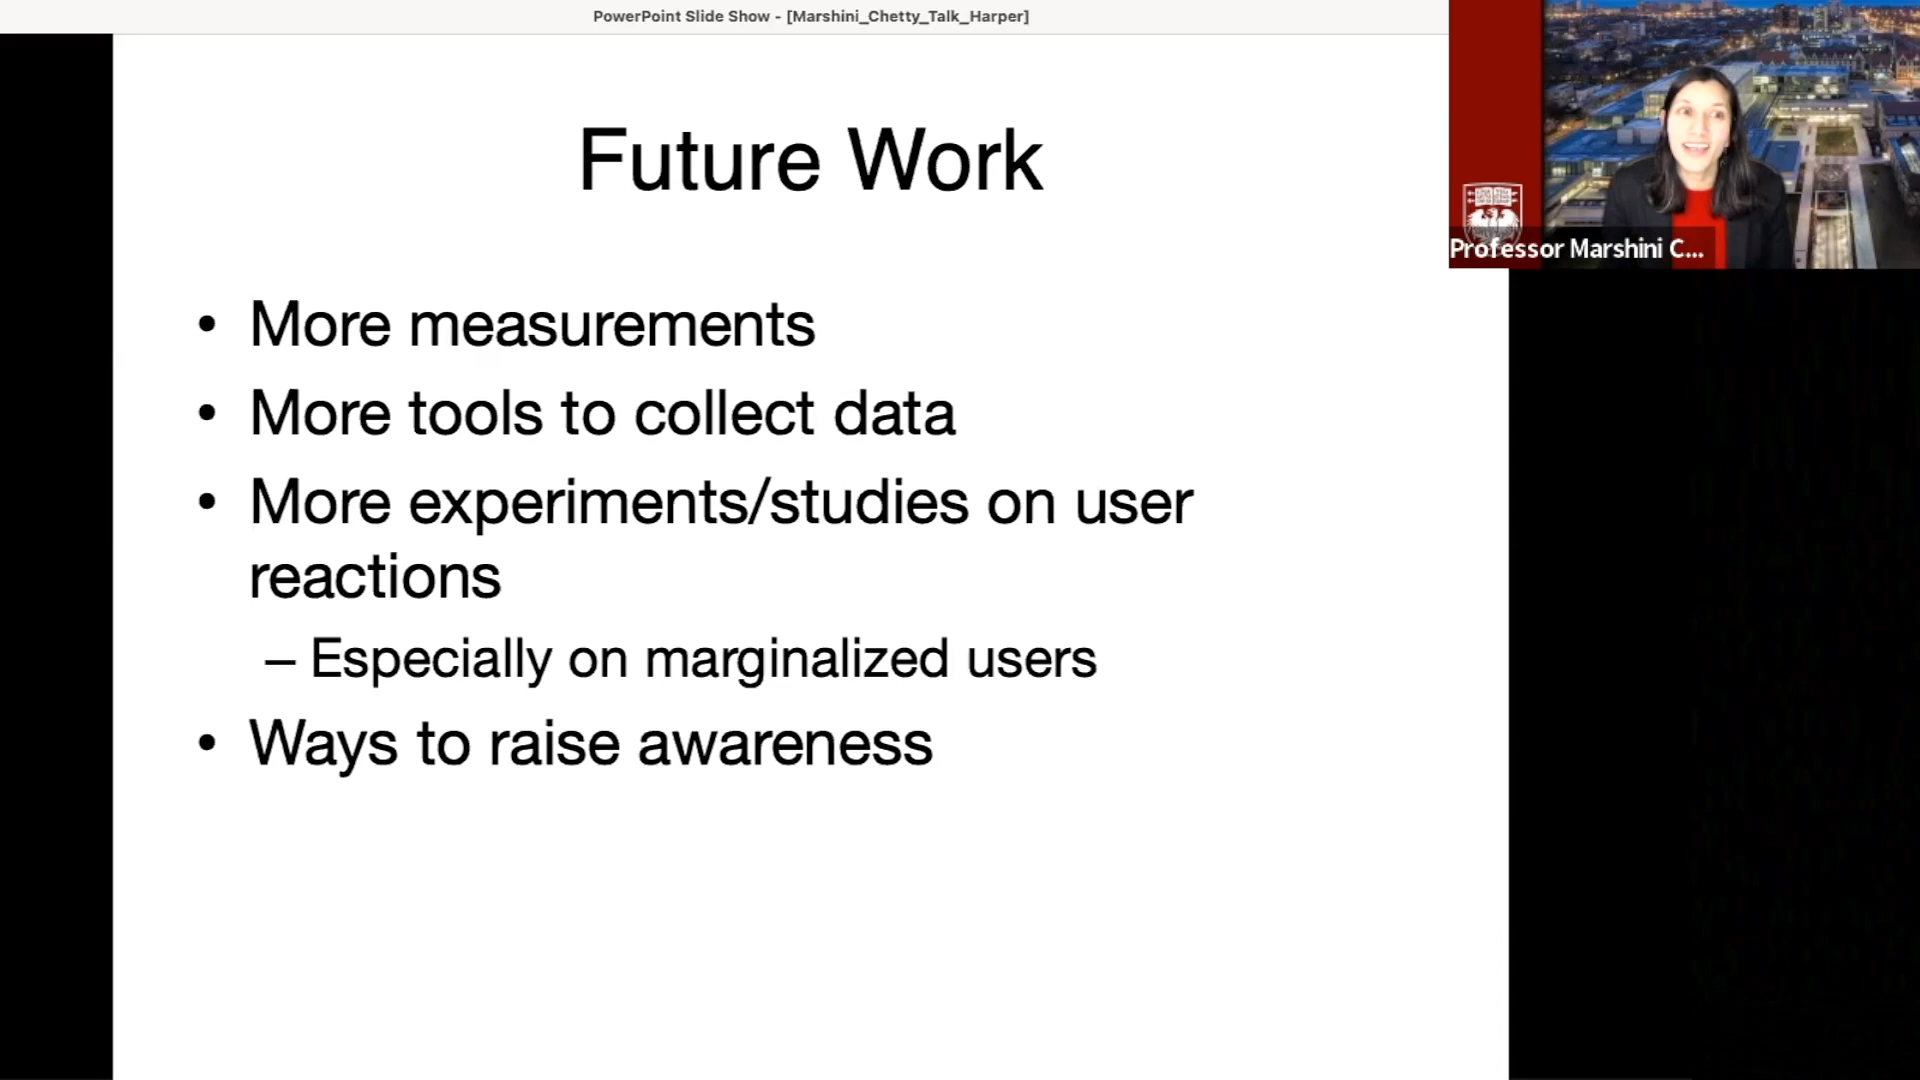 PowerPoint Slide Show - [Marshini_Chetty_Talk_Harper]
Future Work
• More measurements
• More tools to collect data
• More experiments/studies on user
reactions
– Especially on marginalized users
• Ways to raise awareness
Professor Marshini C...